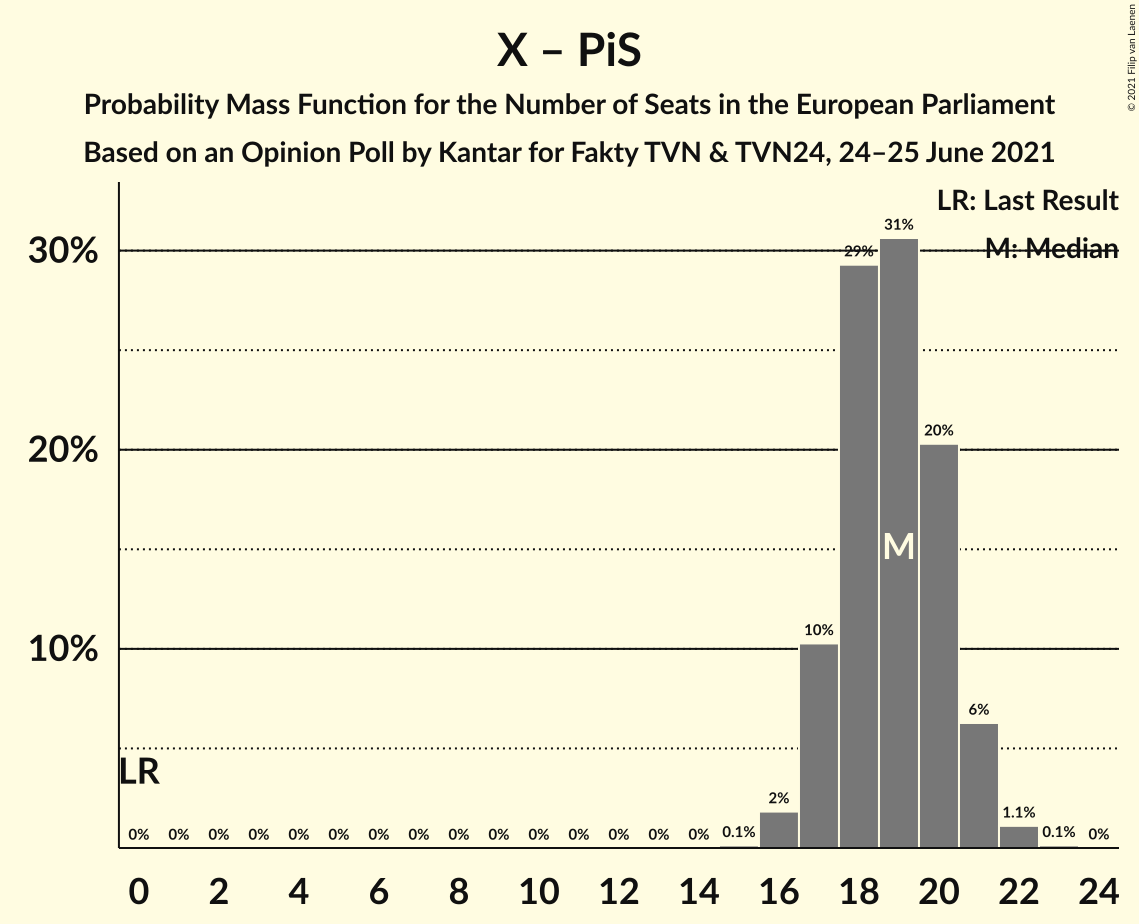 X – PiS
Probability Mass Function for the Number of Seats in the European Parliament
Based on an Opinion Poll by Kantar for Fakty TVN & TVN24, 24–25 June 2021
© 2021 Filip van Laenen
LR: Last Result
M: Median
30%
20%
10%
31%
29%
20%
M
10%
6%
LR
0% 0% 0% 0% 0% 0% 0% 0% 0% 0% 0% 0% 0% 0% 0% 0.1% 2% 1.1% 0.1% 0%
0 2 4 6 8 10 12 14 16 18 20 22 24